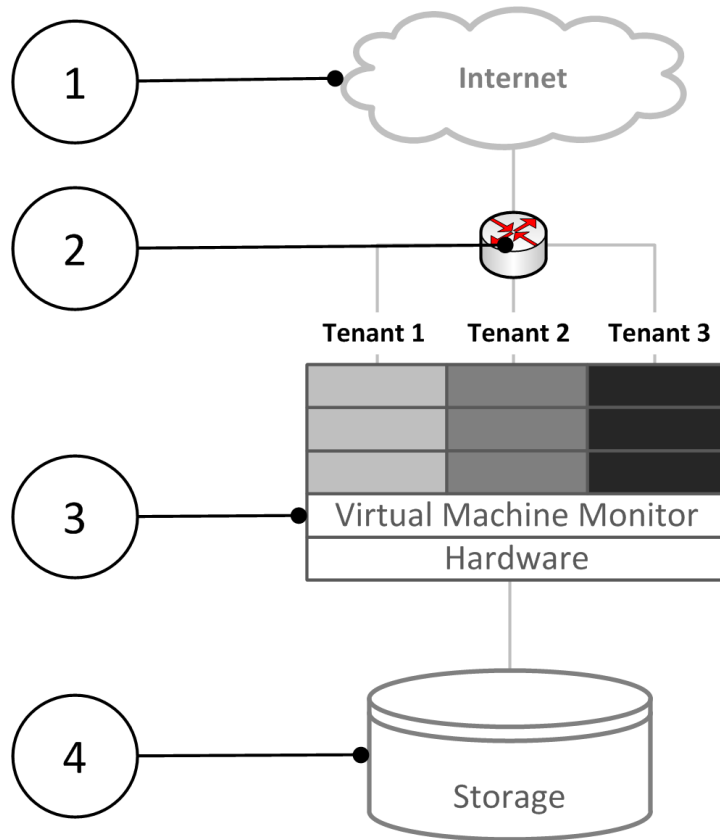 1
Internet
2
Tenant 1 Tenant 2 Tenant 3
3
Virtual Machine Monitor
Hardware
4
Storage